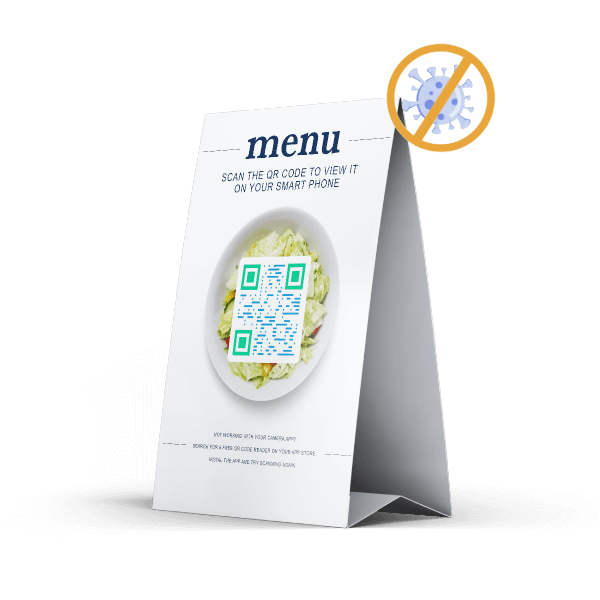 menu
SCAN THE QR CODE TO VIEW IT
ON YOUR SMART PHONE
NOT WORKING WITH YOUR CAMERA APP?
SEARCH FOR A FREE QR CODE READER ON YOUR APP STORE
INSTAL THE APP AND TRY SCANNING AGAIN.